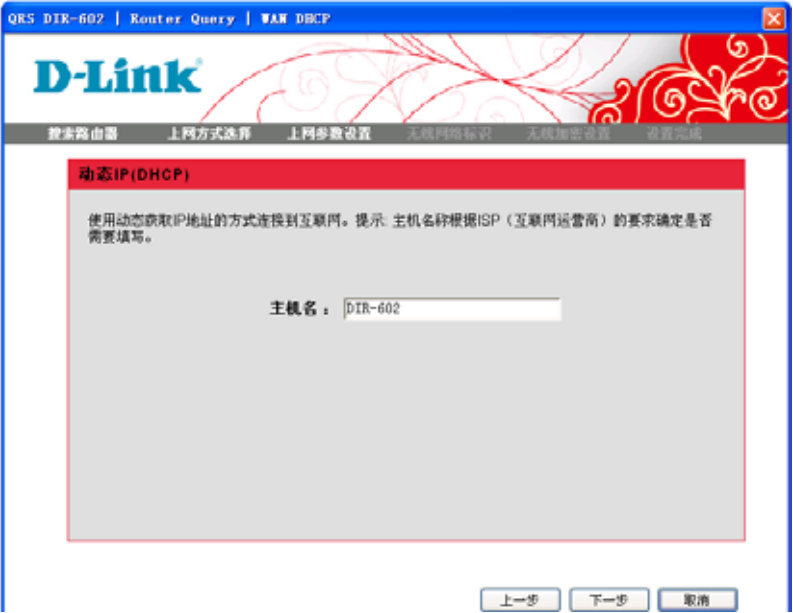 QRS DIR-602 | Router Query | WAN DHCP
D-Link
搜索路由器 上网方式选择 上网参数设置 无线网络标识 无线加密设置 设置完成
动态IP(DHCP)
使用动态获取IP地址的方式连接到互联网。提示: 主机名称根据ISP（互联网运营商）的要求确定是否
需要填写。
主机名： DIR-602
上一步 下一步 取消